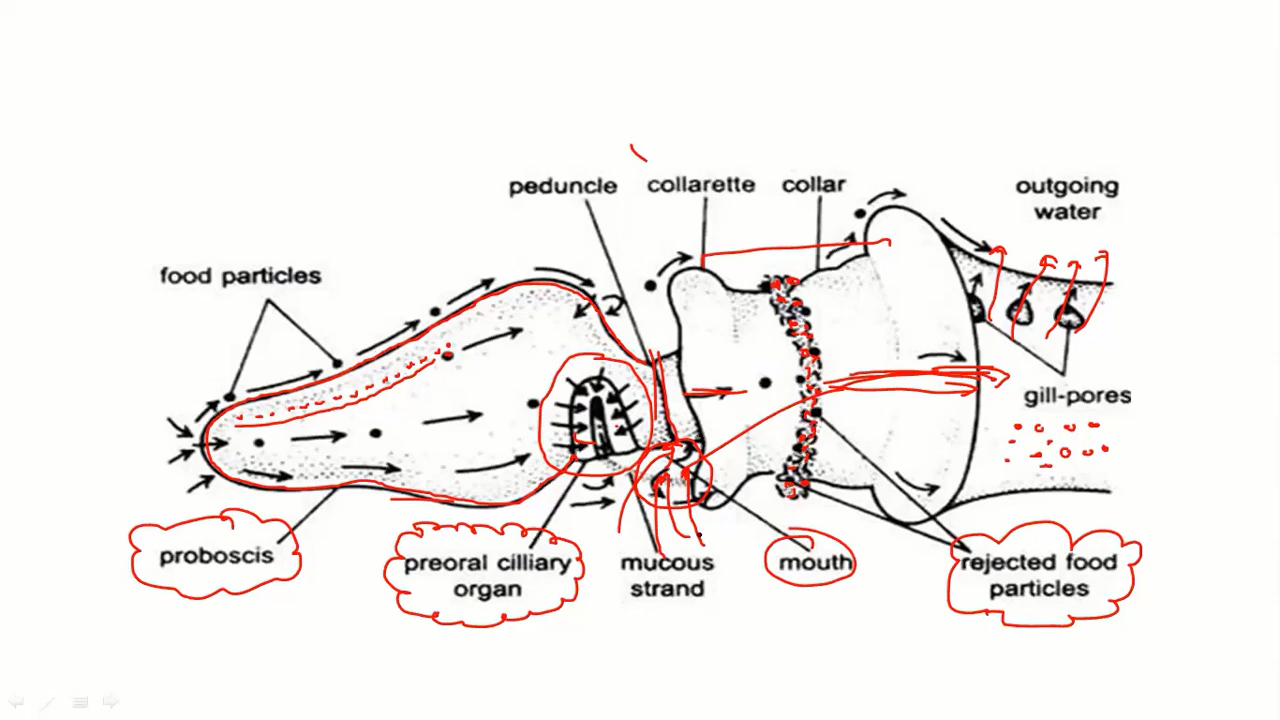 peduncle
collarette
collar
outgoing
water
food particles
gill-pores
proboscis
preoral cilliary
organ
mucous
strand
mouth
rejected food
particles